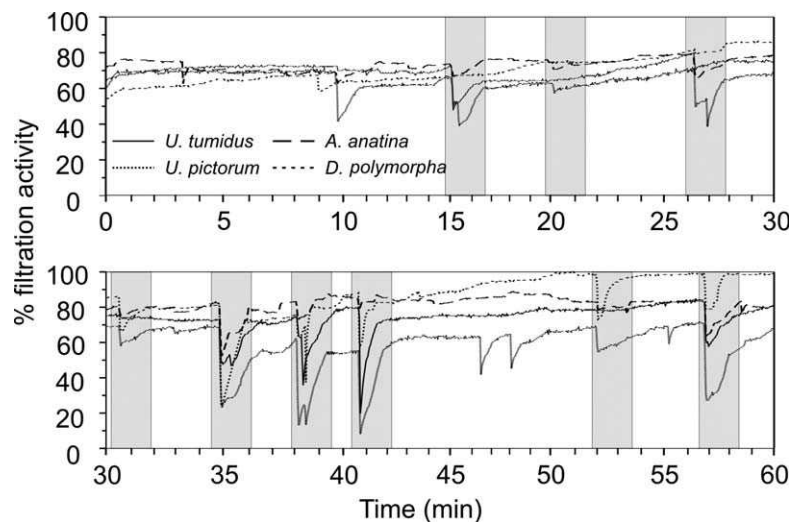 100
80
60
40
20
0
U. tumidus
A. anatina
U. pictorum
D. polymorpha
0 5 10 15 20 25 30
% filtration activity
100
80
60
40
20
0
30 35 40 45 50 55 60
Time (min)